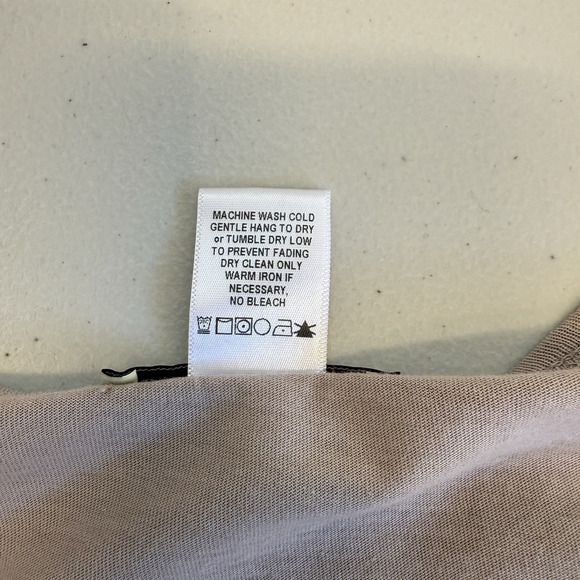 MACHINE WASH COLD
GENTLE HANG TO DRY
or TUMBLE DRY LOW
TO PREVENT FADING
DRY CLEAN ONLY
WARM IRON IF
NECESSARY,
NO BLEACH